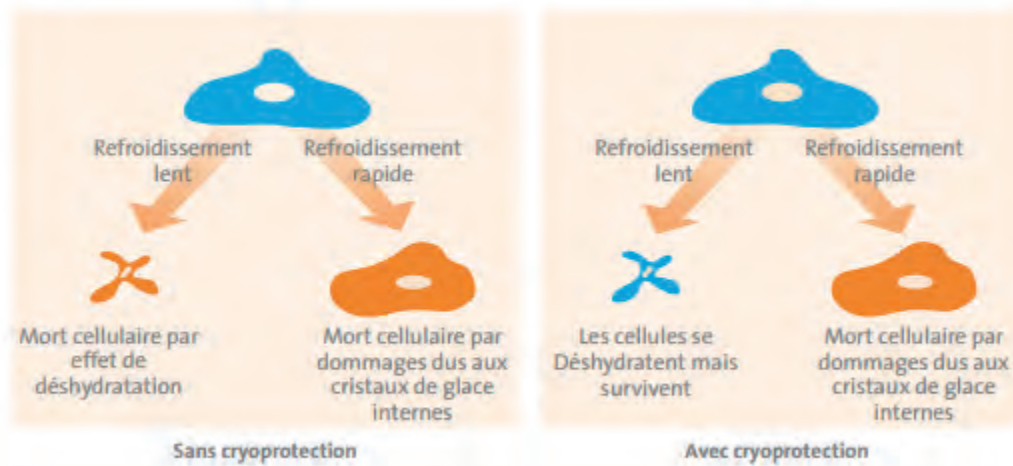 Refroidissement
lent
Refroidissement
rapide
Mort cellulaire par
effet de
déshydratation
Mort cellulaire par
dommages dus aux
cristaux de glace
internes
Sans cryoprotection
Refroidissement
lent
Refroidissement
rapide
Les cellules se
Déshydratent mais
survivent
Mort cellulaire par
dommages dus aux
cristaux de glace
internes
Avec cryoprotection